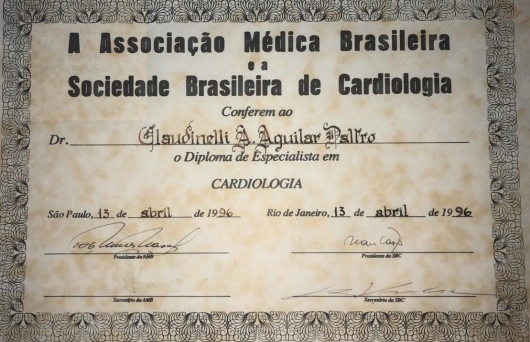 A Associação Médica Brasileira
e a
Sociedade Brasileira de Cardiologia
Conferem ao
Dr. Claudinelli A. Aguilar Daltro
o Diploma de Especialista em
CARDIOLOGIA
São Paulo, 13 de abril de 1996 Rio de Janeiro, 13 de abril de 1996
Presidente da AMB Presidente da SBC
Secretário da AMB Secretário da SBC